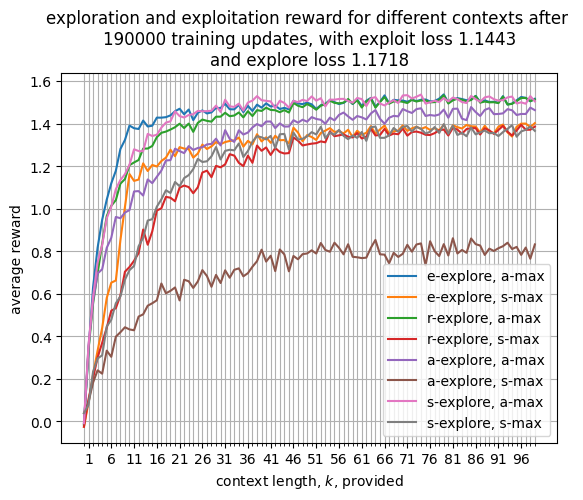 exploration and exploitation reward for different contexts after
190000 training updates, with exploit loss 1.1443
and explore loss 1.1718
1.6
1.4
1.2
1.0
0.8
0.6
0.4
0.2
0.0
average reward
e-explore, a-max
e-explore, s-max
r-explore, a-max
r-explore, s-max
a-explore, a-max
a-explore, s-max
s-explore, a-max
s-explore, s-max
1 6 11 16 21 26 31 36 41 46 51 56 61 66 71 76 81 86 91 96
context length, k, provided